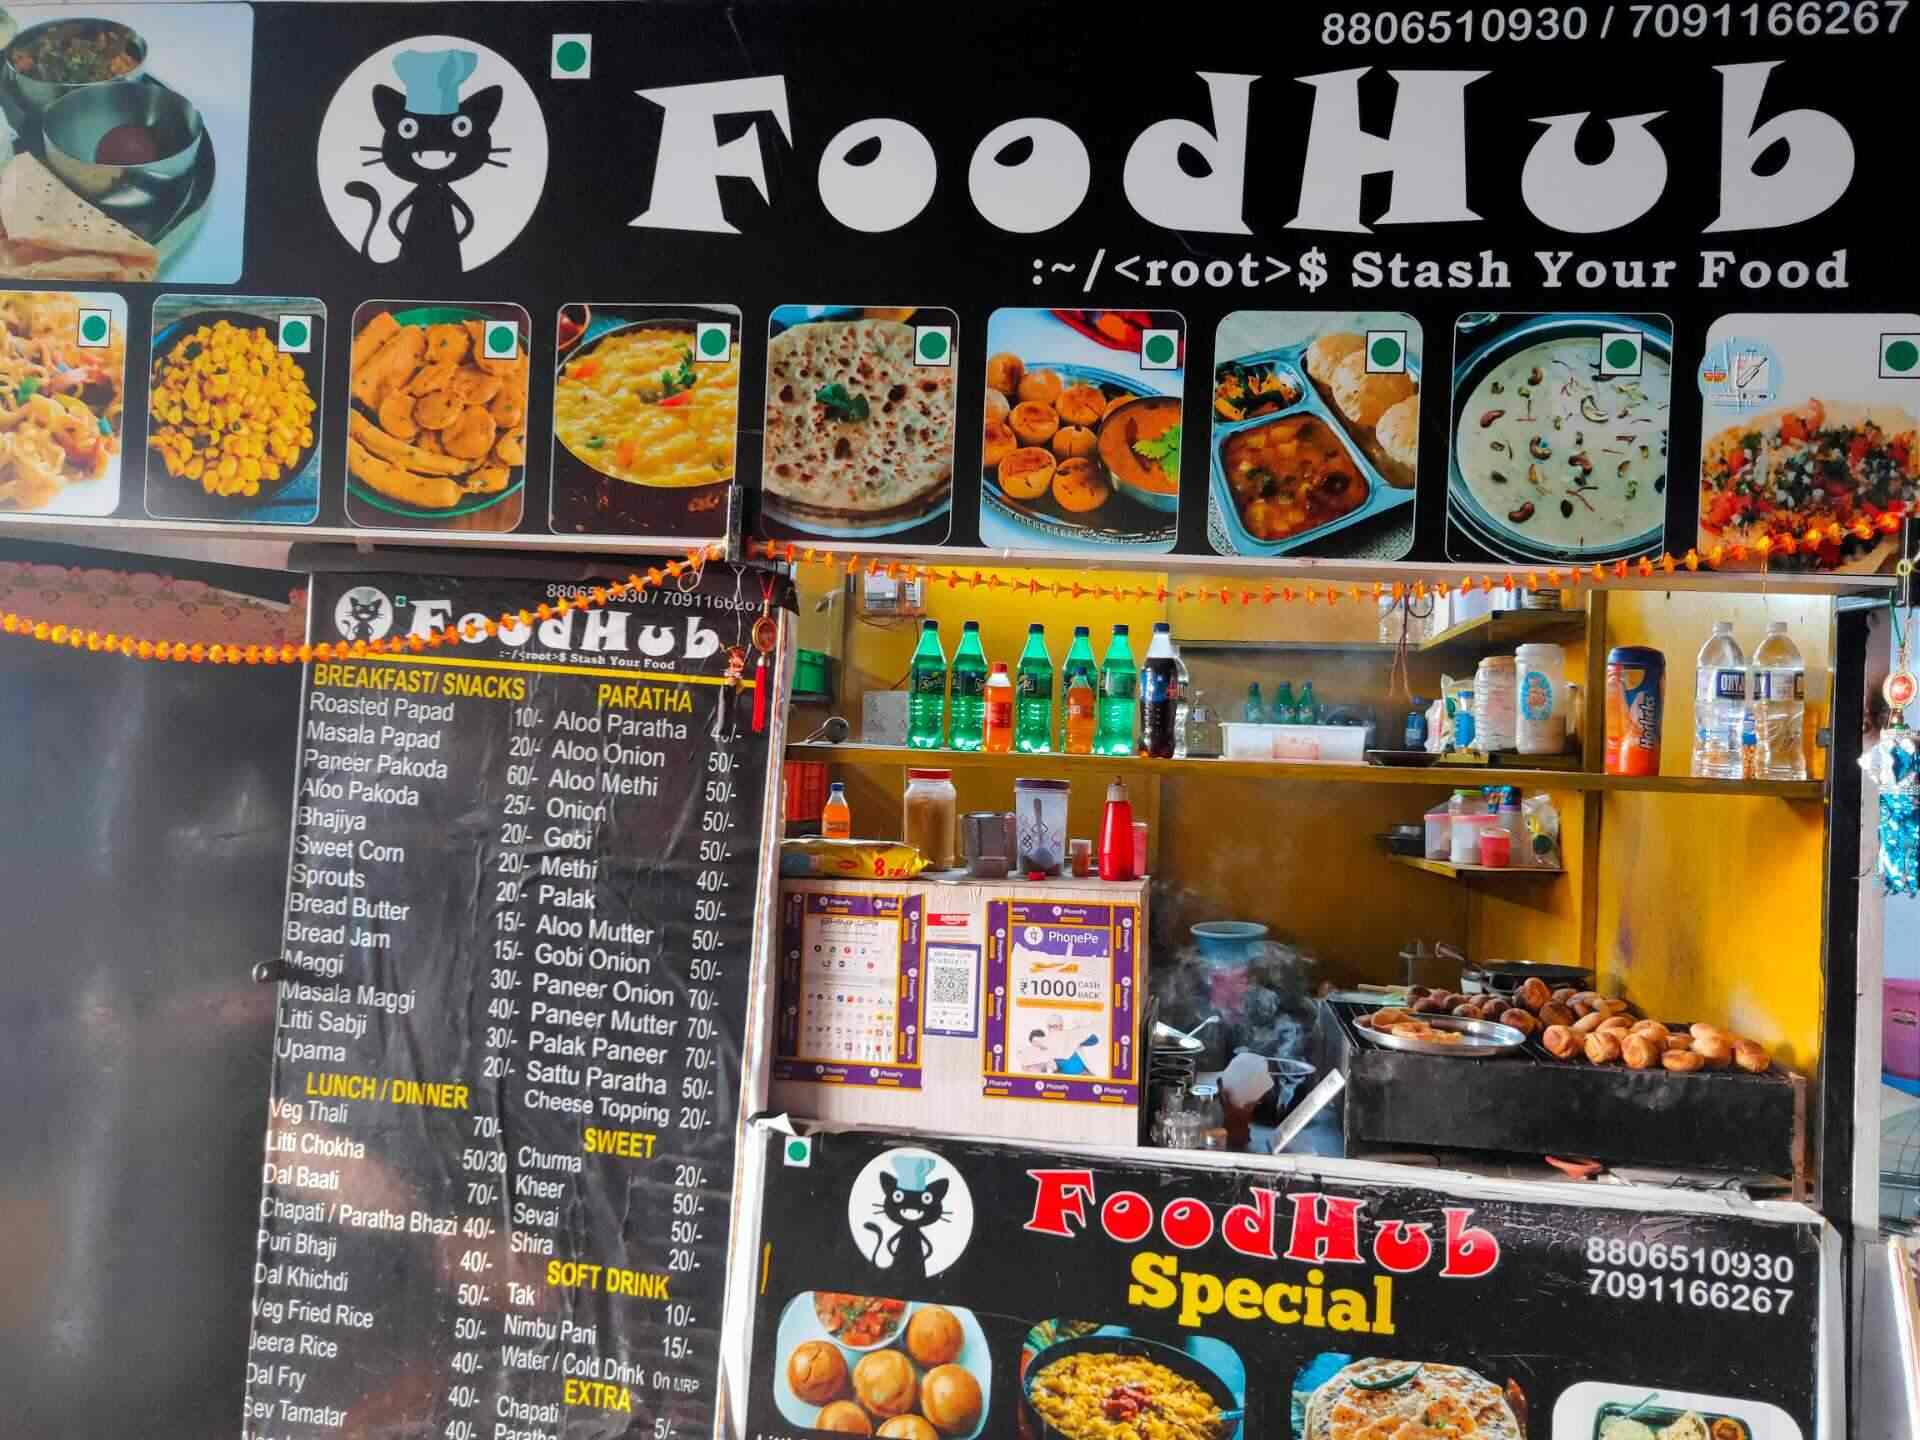 8806510930 / 7091166267
FoodHub
:~/<root>$ Stash Your Food
8806510930 / 7091166267
FoodHub
:~/<root>$ Stash Your Food
BREAKFAST/ SNACKS
Roasted Papad 10/-
Masala Papad 20/-
Paneer Pakoda 60/-
Aloo Pakoda 25/-
Bhajiya 20/-
Sweet Corn 20/-
Sprouts 20/-
Bread Butter 15/-
Bread Jam 15/-
Maggi 30/-
Masala Maggi 40/-
Litti Sabji 30/-
Upama 20/-
LUNCH / DINNER
Veg Thali 70/-
Litti Chokha 50/30
Dal Baati 70/-
Chapati / Paratha Bhazi 40/-
Puri Bhaji 40/-
Dal Khichdi 50/-
Veg Fried Rice 50/-
Jeera Rice 40/-
Dal Fry 40/-
Sev Tamatar 40/-
PARATHA
Aloo Paratha 40/-
Aloo Onion 50/-
Aloo Methi 50/-
Onion 50/-
Gobi 50/-
Methi 40/-
Palak 50/-
Aloo Mutter 50/-
Gobi Onion 50/-
Paneer Onion 70/-
Paneer Mutter 70/-
Palak Paneer 70/-
Sattu Paratha 50/-
Cheese Topping 20/-
SWEET
Churma 20/-
Kheer 50/-
Sevai 50/-
Shira 20/-
SOFT DRINK
Tak 10/-
Nimbu Pani 15/-
Water / Cold Drink On MRP
EXTRA
Chapati 5/-
Paratha
Horlicks
PhonePe
₹1000 CASH BACK
FoodHub
Special
8806510930
7091166267